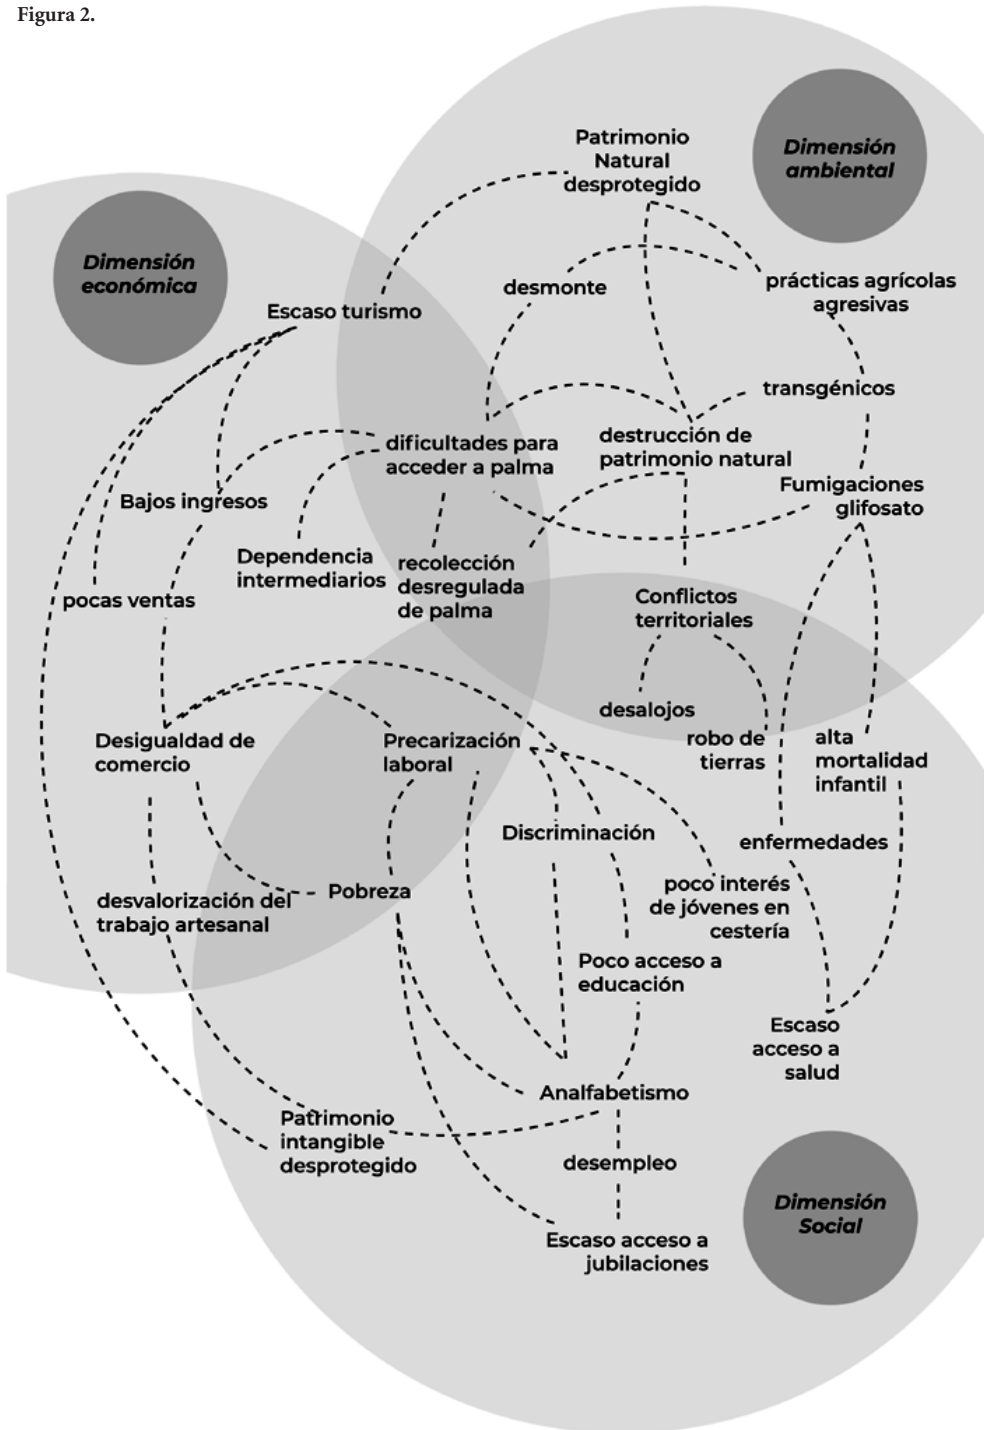 Figura 2.
Patrimonio
Natural
desprotegido
Dimensión
ambiental
Dimensión
económica
desmonte
prácticas agrícolas
agresivas
Escaso turismo
transgénicos
dificultades para
acceder a palma
destrucción de
patrimonio natural
Fumigaciones
glifosato
Bajos ingresos
Dependencia
intermediarios
recolección
desregulada
de palma
pocas ventas
Conflictos
territoriales
desalojos
robo de
tierras
alta
mortalidad
infantil
Desigualdad de
comercio
Precarización
laboral
Discriminación
enfermedades
desvalorización del
trabajo artesanal
Pobreza
poco interés
de jóvenes en
cestería
Poco acceso a
educación
Escaso
acceso a
salud
Analfabetismo
Patrimonio
intangible
desprotegido
desempleo
Dimensión
Social
Escaso acceso a
jubilaciones